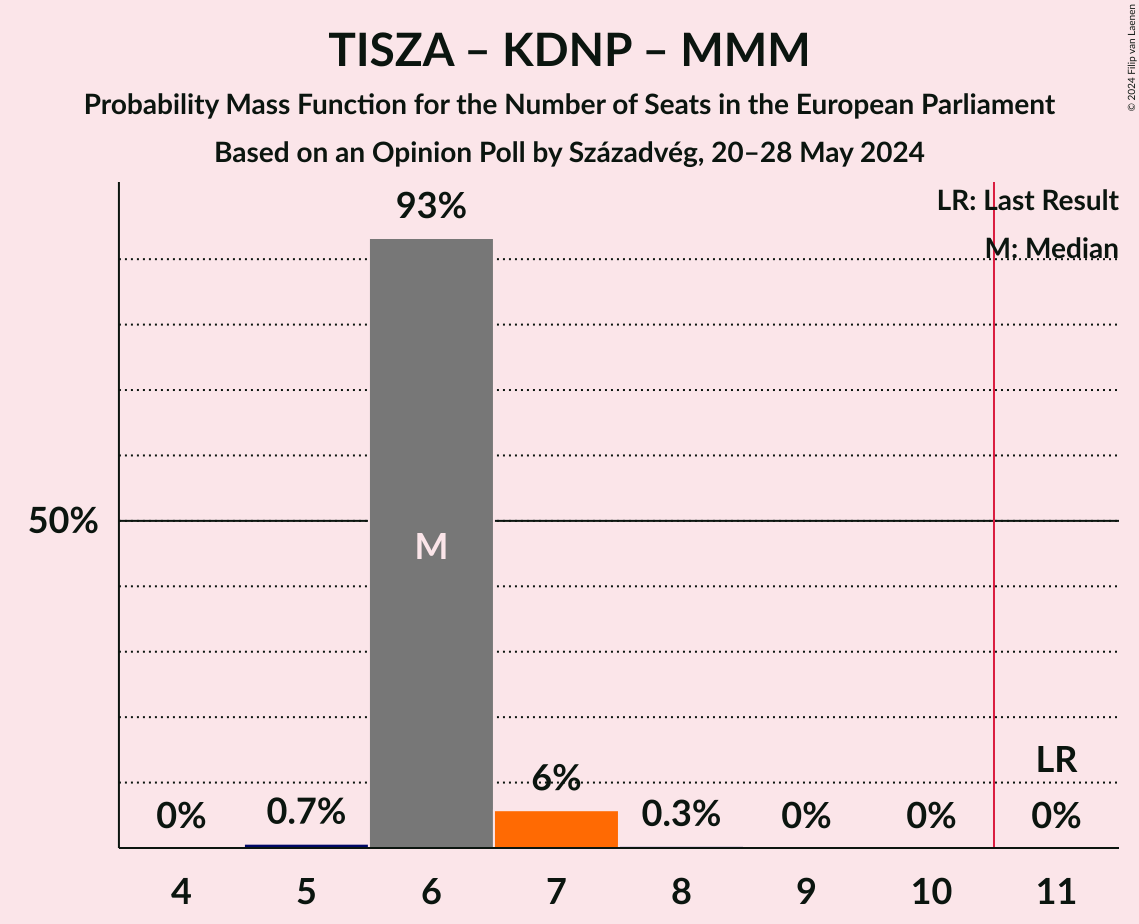 TISZA – KDNP – MMM
Probability Mass Function for the Number of Seats in the European Parliament
Based on an Opinion Poll by Századvég, 20–28 May 2024
© 2024 Filip van Laenen
LR: Last Result
M: Median
93%
50%
M
LR
0%
0.7%
6%
0.3%
0%
0%
0%
4
5
6
7
8
9
10
11